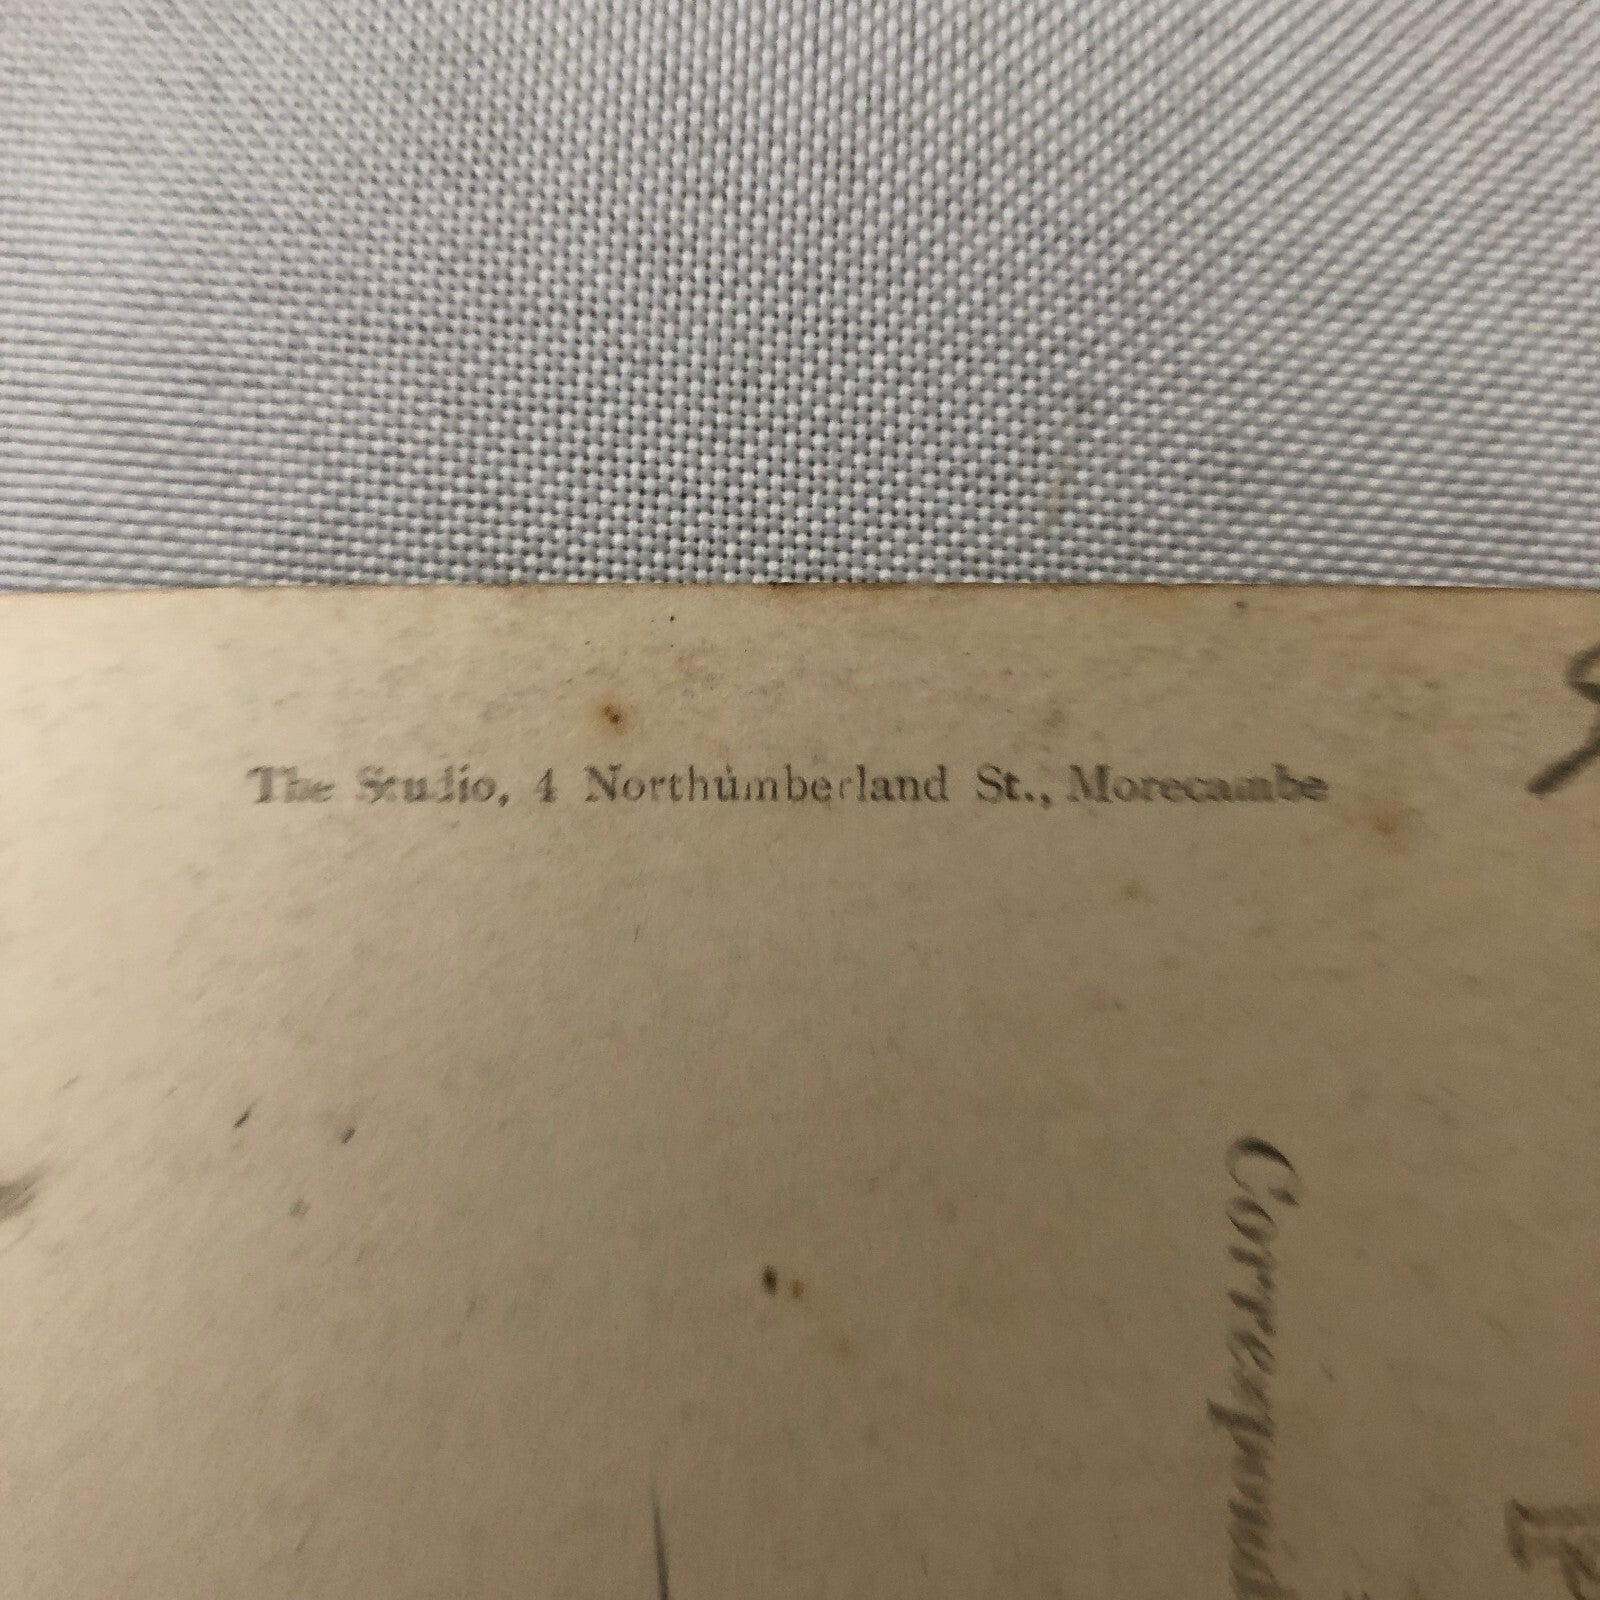 The Studio, 4 Northumberland St., Morecambe